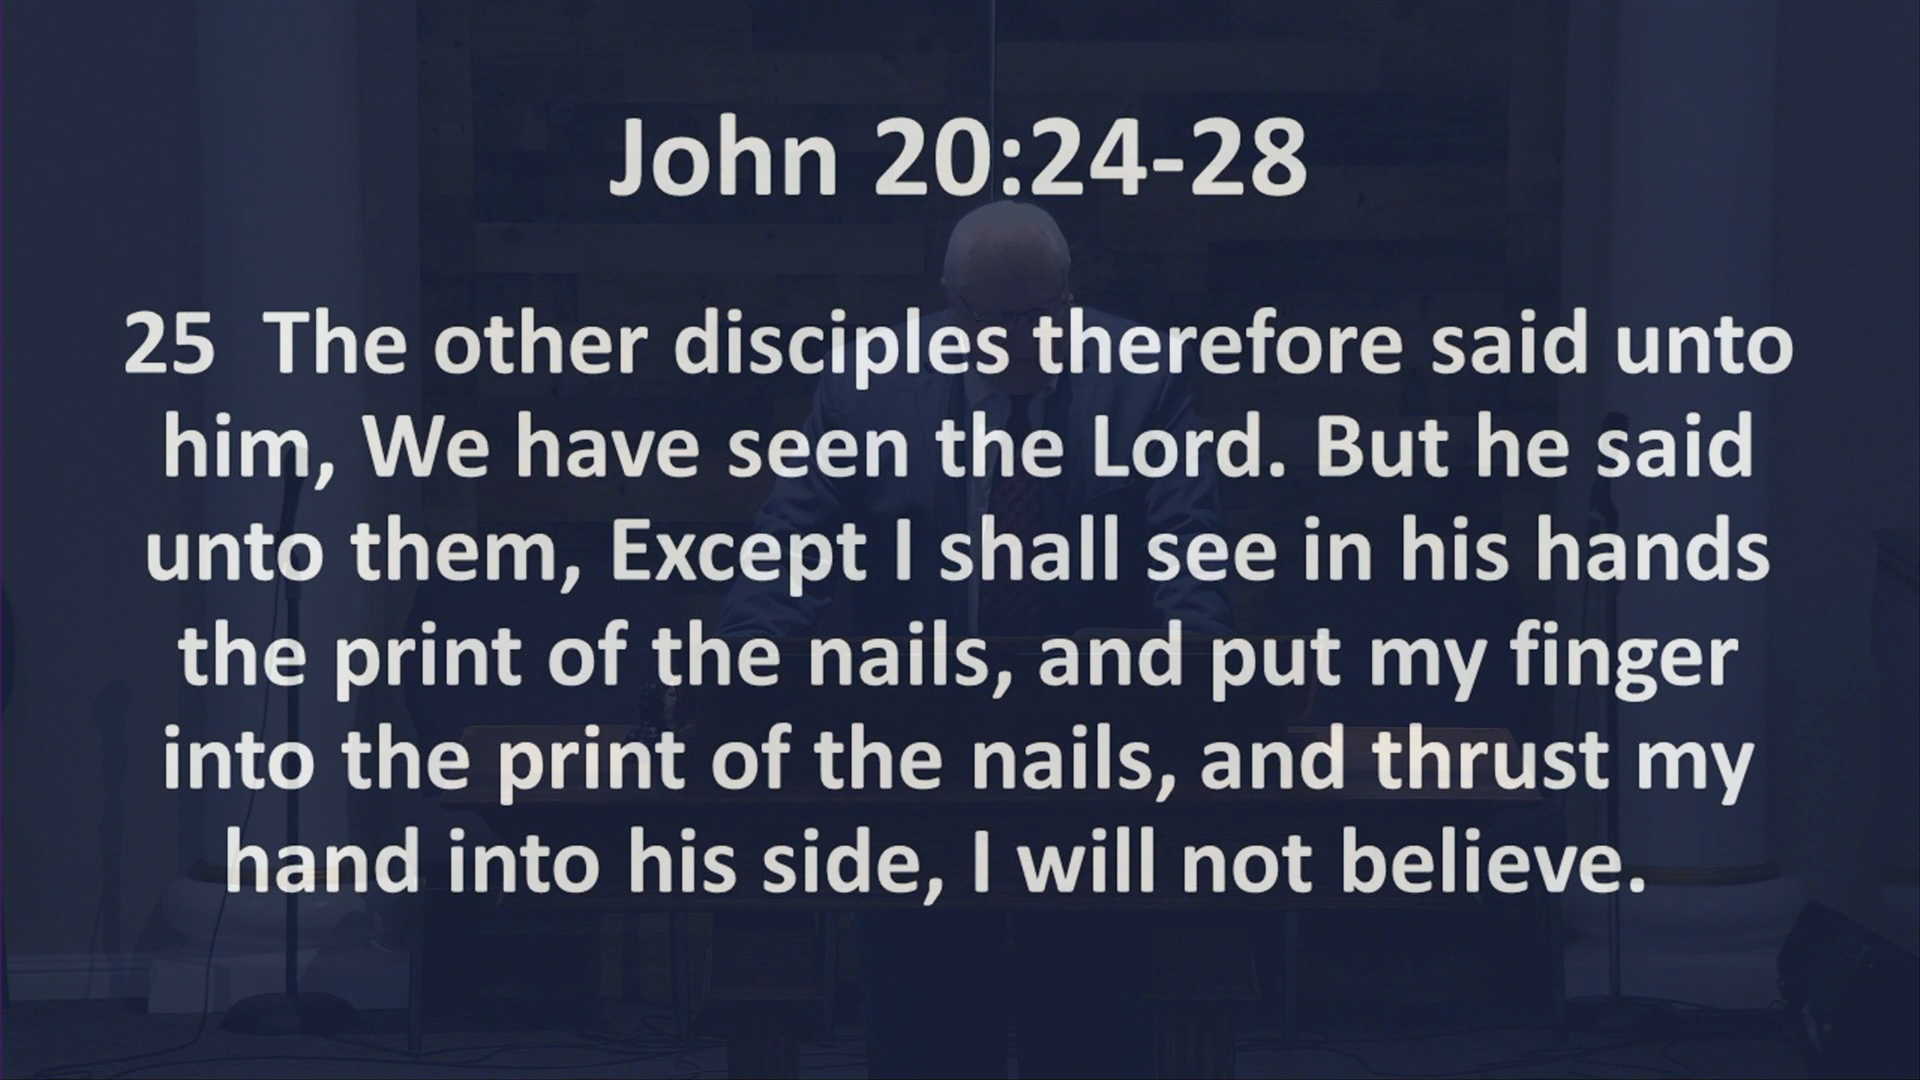 John 20:24-28
25 The other disciples therefore said unto
him, We have seen the Lord. But he said
unto them, Except I shall see in his hands
the print of the nails, and put my finger
into the print of the nails, and thrust my
hand into his side, I will not believe.